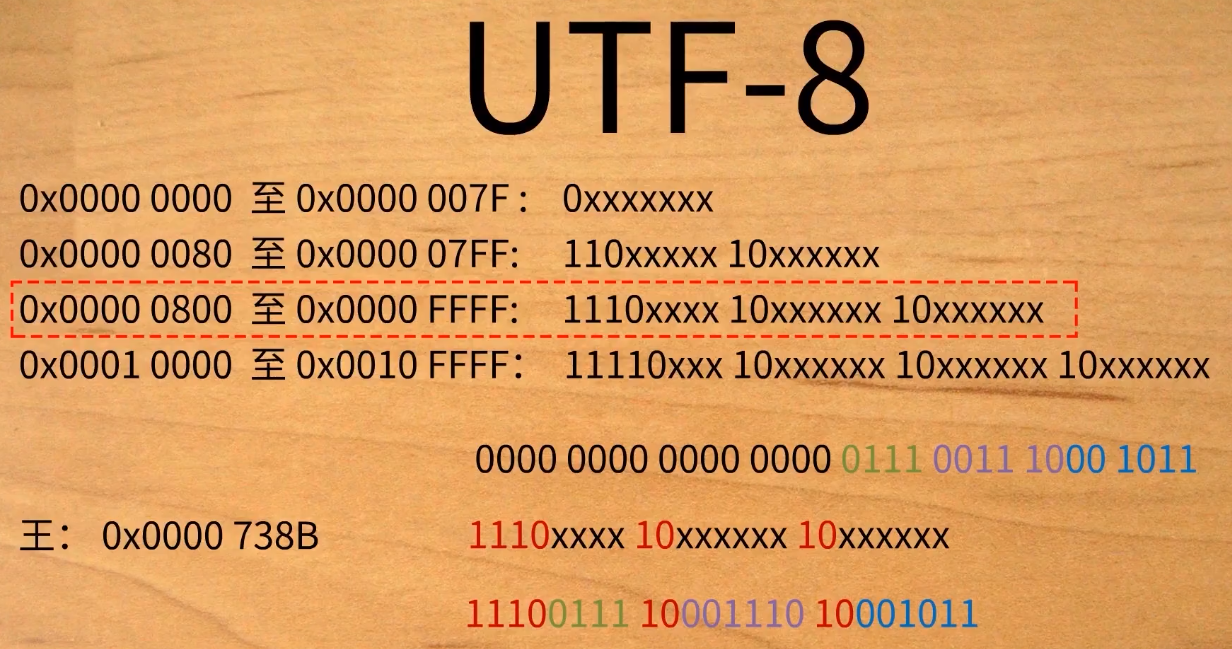 UTF-8
0x0000 0000 至 0x0000 007F： 0xxxxxxx
0x0000 0080 至 0x0000 07FF: 110xxxxx 10xxxxxx
0x0000 0800 至 0x0000 FFFF: 1110xxxx 10xxxxxx 10xxxxxx
0x0001 0000 至 0x0010 FFFF： 11110xxx 10xxxxxx 10xxxxxx 10xxxxxx
0000 0000 0000 0000 0111 0011 1000 1011
王： 0x0000 738B 1110xxxx 10xxxxxx 10xxxxxx
11100111 10001110 10001011